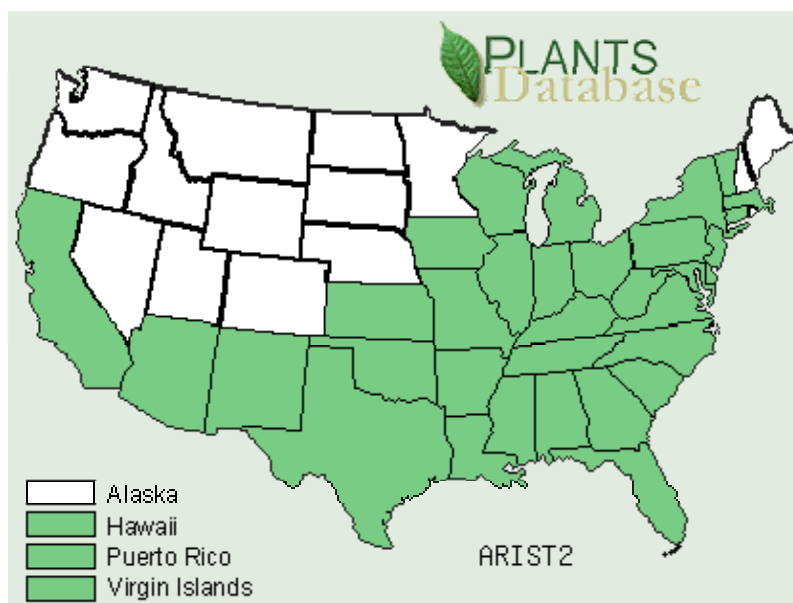 PLANTS
Database
Alaska
Hawaii
Puerto Rico
Virgin Islands
ARIST2